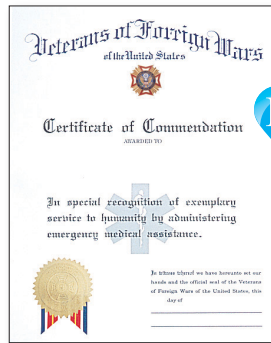 Veterans of Foreign Wars
of the United States
Certificate of Commendation
AWARDED TO
In special recognition of exemplary
service to humanity by administering
emergency medical assistance.
In witness whereof we have hereunto set our
hands and the official seal of the Veterans
of Foreign Wars of the United States, this
day of